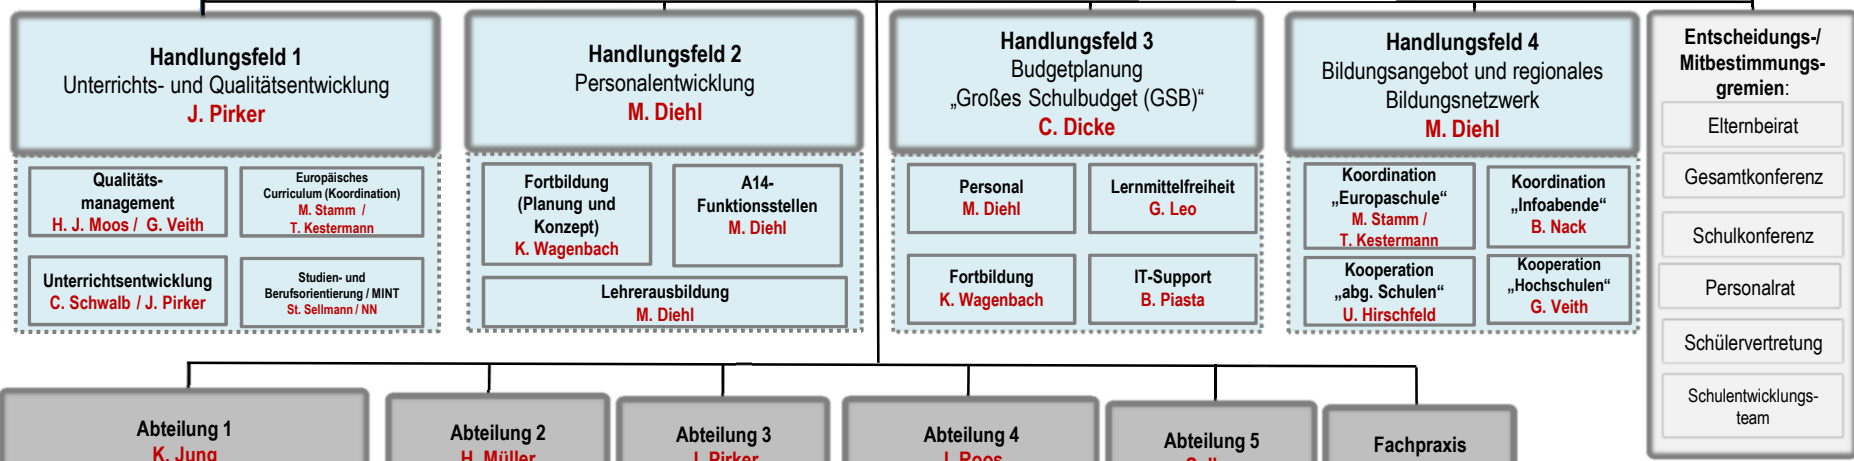 Handlungsfeld 1
Unterrichts- und Qualitätsentwicklung
J. Pirker
Qualitäts-
management
H. J. Moos / G. Veith
Europäisches
Curriculum (Koordination)
M. Stamm /
T. Kestermann
Unterrichtsentwicklung
C. Schwalb / J. Pirker
Studien- und
Berufsorientierung / MINT
St. Sellmann / NN
Handlungsfeld 2
Personalentwicklung
M. Diehl
Fortbildung
(Planung und
Konzept)
K. Wagenbach
A14-
Funktionsstellen
M. Diehl
Lehrerausbildung
M. Diehl
Handlungsfeld 3
Budgetplanung
„Großes Schulbudget (GSB)“
C. Dicke
Personal
M. Diehl
Lernmittelfreiheit
G. Leo
Fortbildung
K. Wagenbach
IT-Support
B. Piasta
Handlungsfeld 4
Bildungsangebot und regionales
Bildungsnetzwerk
M. Diehl
Koordination
„Europaschule“
M. Stamm /
T. Kestermann
Koordination
„Infoabende“
B. Nack
Kooperation
„abg. Schulen“
U. Hirschfeld
Kooperation
„Hochschulen“
G. Veith
Entscheidungs-/
Mitbestimmungs-
gremien:
Elternbeirat
Gesamtkonferenz
Schulkonferenz
Personalrat
Schülervertretung
Schulentwicklungs-
team
Abteilung 1
K. Jung
Abteilung 2
H. Müller
Abteilung 3
J. Pirker
Abteilung 4
Roos
Abteilung 5
Fachpraxis